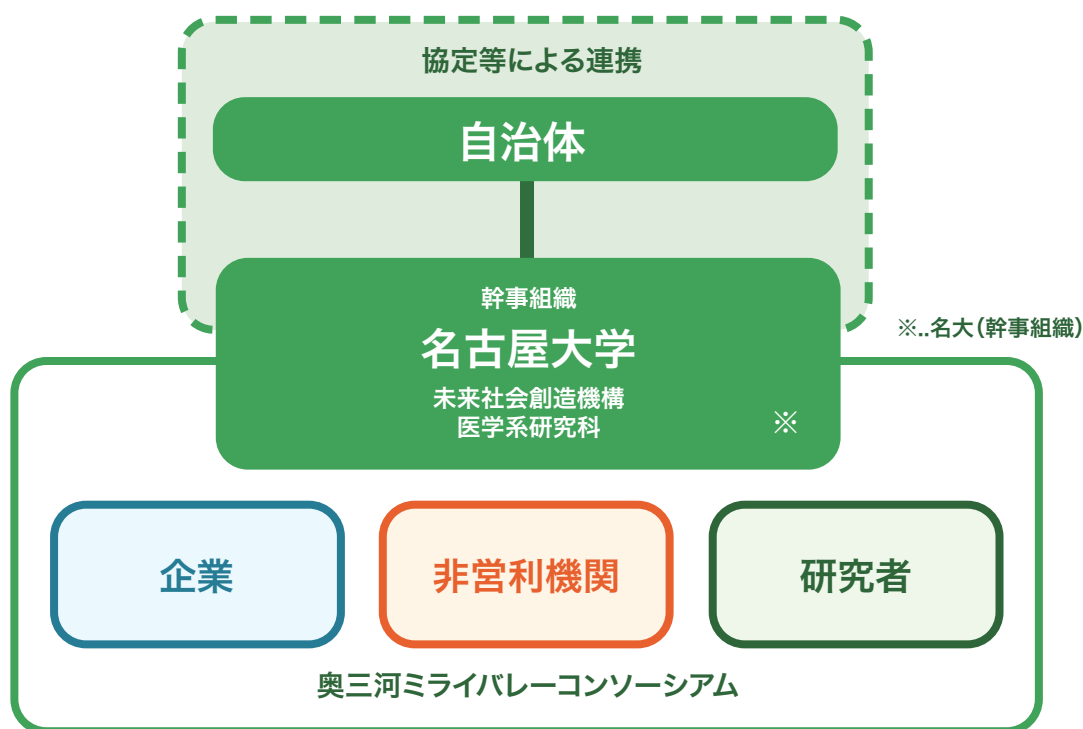 協定等による連携
自治体
幹事組織
名古屋大学
未来社会創造機構
医学系研究科
※
※..名大（幹事組織）
企業
非営利機関
研究者
奥三河ミライバレーコンソーシアム